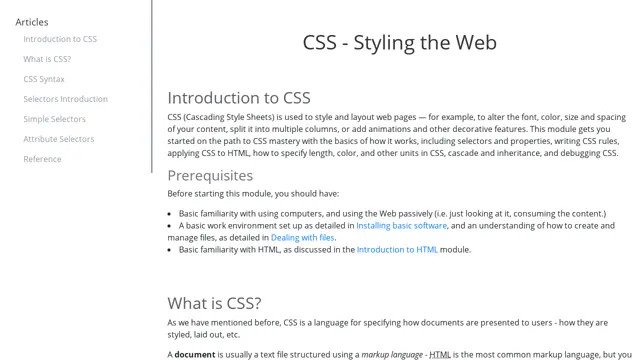 Articles
Introduction to CSS
What is CSS?
CSS Syntax
Selectors Introduction
Simple Selectors
Attribute Selectors
Reference
CSS - Styling the Web
Introduction to CSS
CSS (Cascading Style Sheets) is used to style and layout web pages — for example, to alter the font, color, size and spacing
of your content, split it into multiple columns, or add animations and other decorative features. This module gets you
started on the path to CSS mastery with the basics of how it works, including selectors and properties, writing CSS rules,
applying CSS to HTML, how to specify length, color, and other units in CSS, cascade and inheritance, and debugging CSS.
Prerequisites
Before starting this module, you should have:
• Basic familiarity with using computers, and using the Web passively (i.e. just looking at it, consuming the content.)
• A basic work environment set up as detailed in Installing basic software, and an understanding of how to create and
manage files, as detailed in Dealing with files.
• Basic familiarity with HTML, as discussed in the Introduction to HTML module.
What is CSS?
As we have mentioned before, CSS is a language for specifying how documents are presented to users - how they are
styled, laid out, etc.
A document is usually a text file structured using a markup language - HTML is the most common markup language, but you